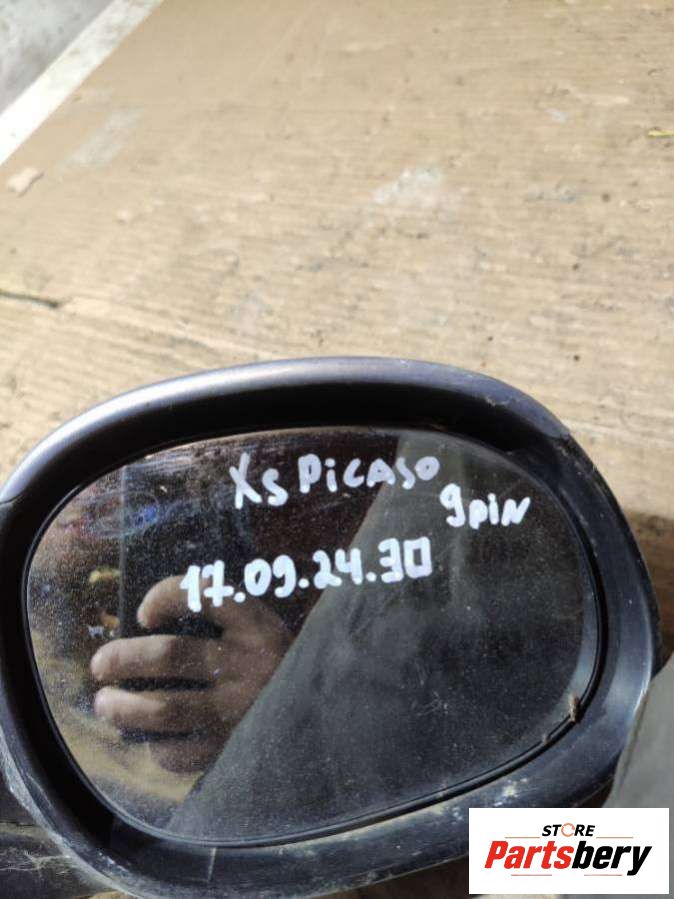 Xs PiCASO
9PiN
17.09.24.30
STORE
Partsbery